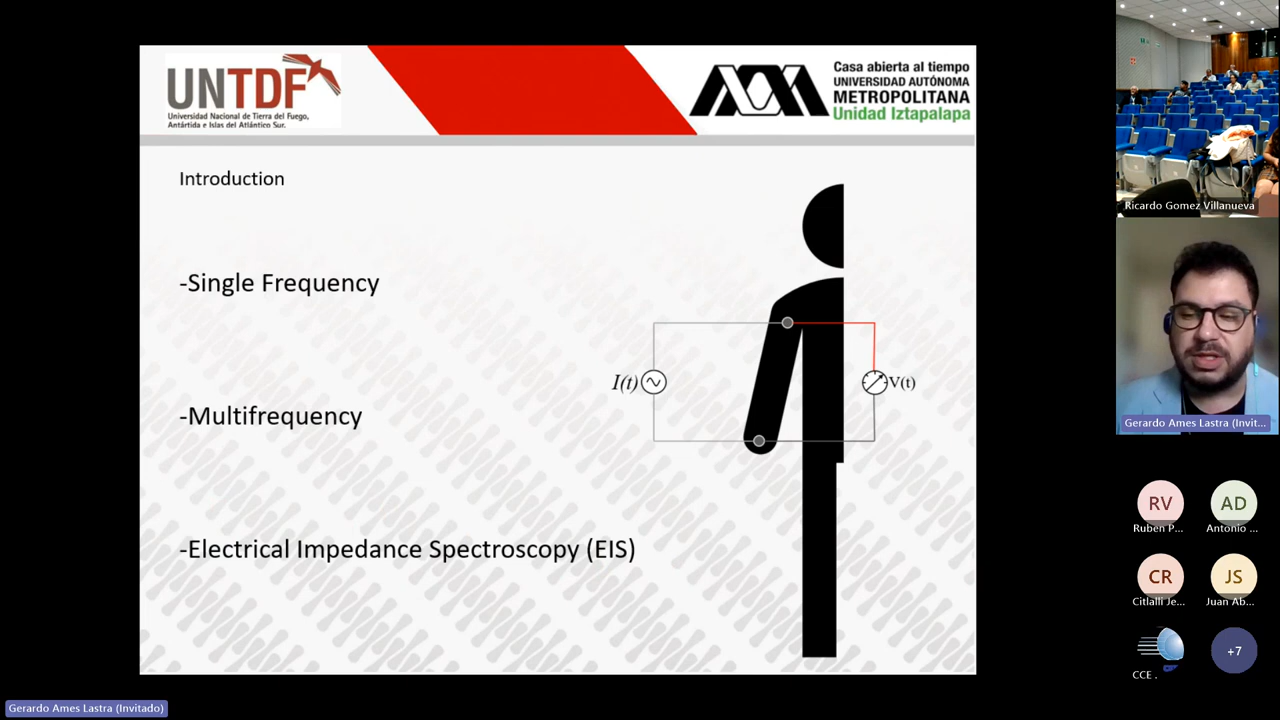 UNTDF
Universidad Nacional de Tierra del Fuego,
Antártida e Islas del Atlántico Sur.
Casa abierta al tiempo
UNIVERSIDAD AUTÓNOMA
METROPOLITANA
Unidad Iztapalapa
Introduction
-Single Frequency
-Multifrequency
-Electrical Impedance Spectroscopy (EIS)
I(t)
V(t)
Ricardo Gomez Villanueva
Gerardo Ames Lastra (Invit...
RV
Ruben P...
AD
Antonio ...
CR
Citlalli Je...
JS
Juan Ab...
CCE .
+7
Gerardo Ames Lastra (Invitado)